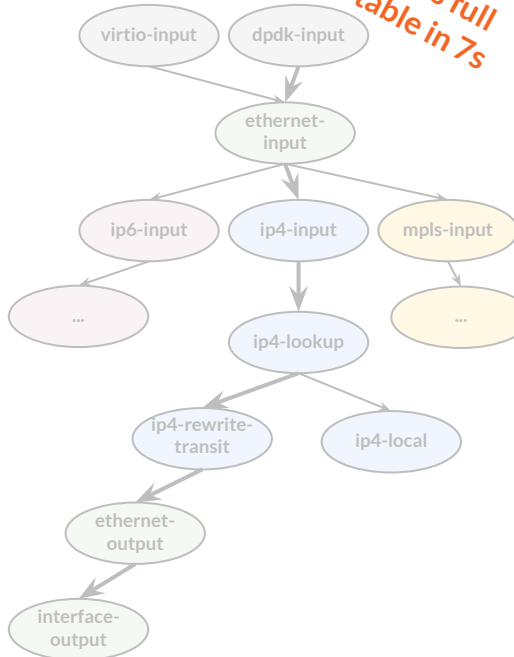 full
table in 7s
virtio-input
dpdk-input
ethernet-
input
ip6-input
ip4-input
mpls-input
...
...
ip4-lookup
ip4-rewrite-
transit
ip4-local
ethernet-
output
interface-
output